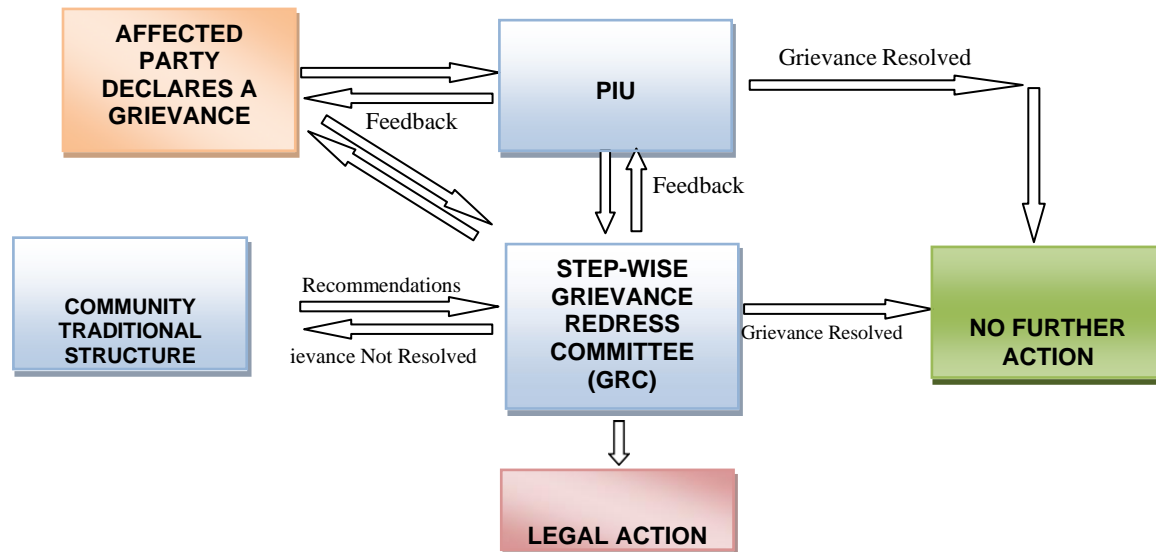 AFFECTED
PARTY
DECLARES A
GRIEVANCE
PIU
Grievance Resolved
Feedback
Feedback
COMMUNITY
TRADITIONAL
STRUCTURE
Recommendations
ievance Not Resolved
STEP-WISE
GRIEVANCE
REDRESS
COMMITTEE
(GRC)
Grievance Resolved
NO FURTHER
ACTION
LEGAL ACTION